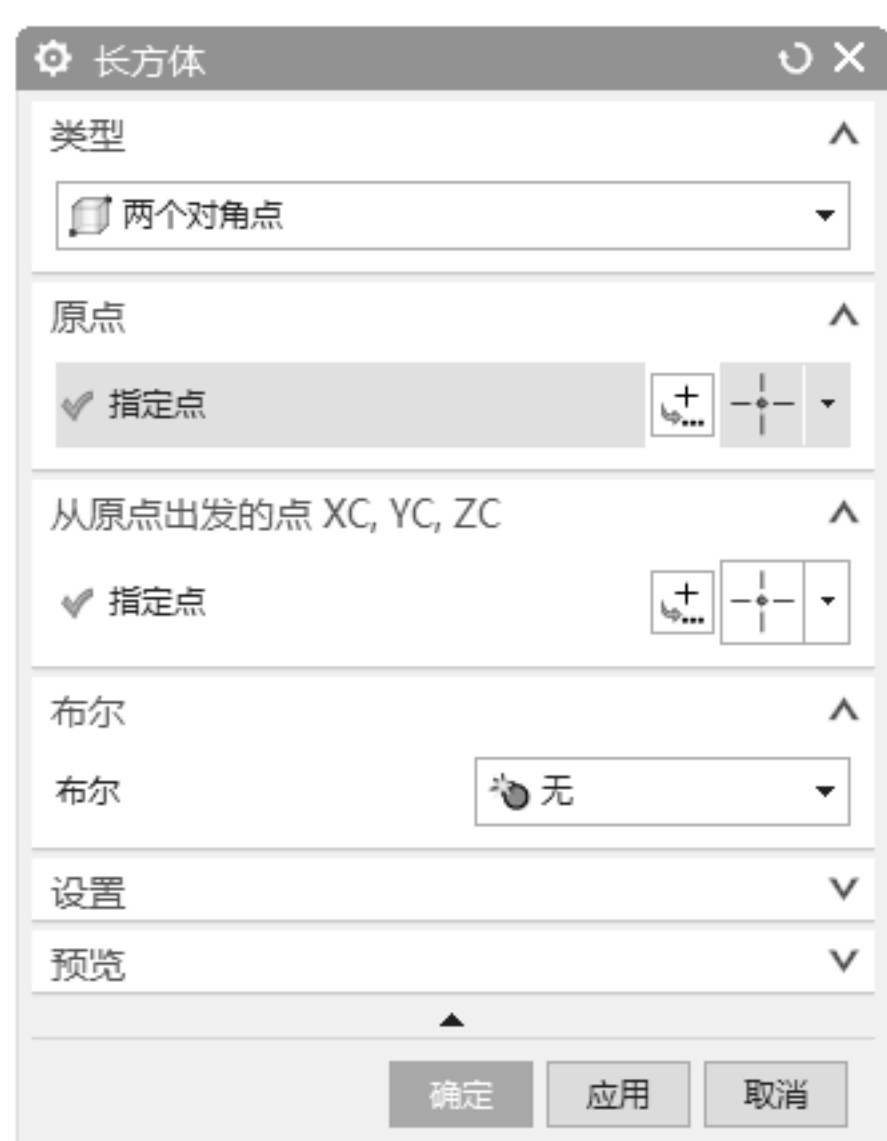 长方体
类型
两个对角点
原点
指定点
从原点出发的点 XC, YC, ZC
指定点
布尔
布尔 无
设置
预览
确定 应用 取消